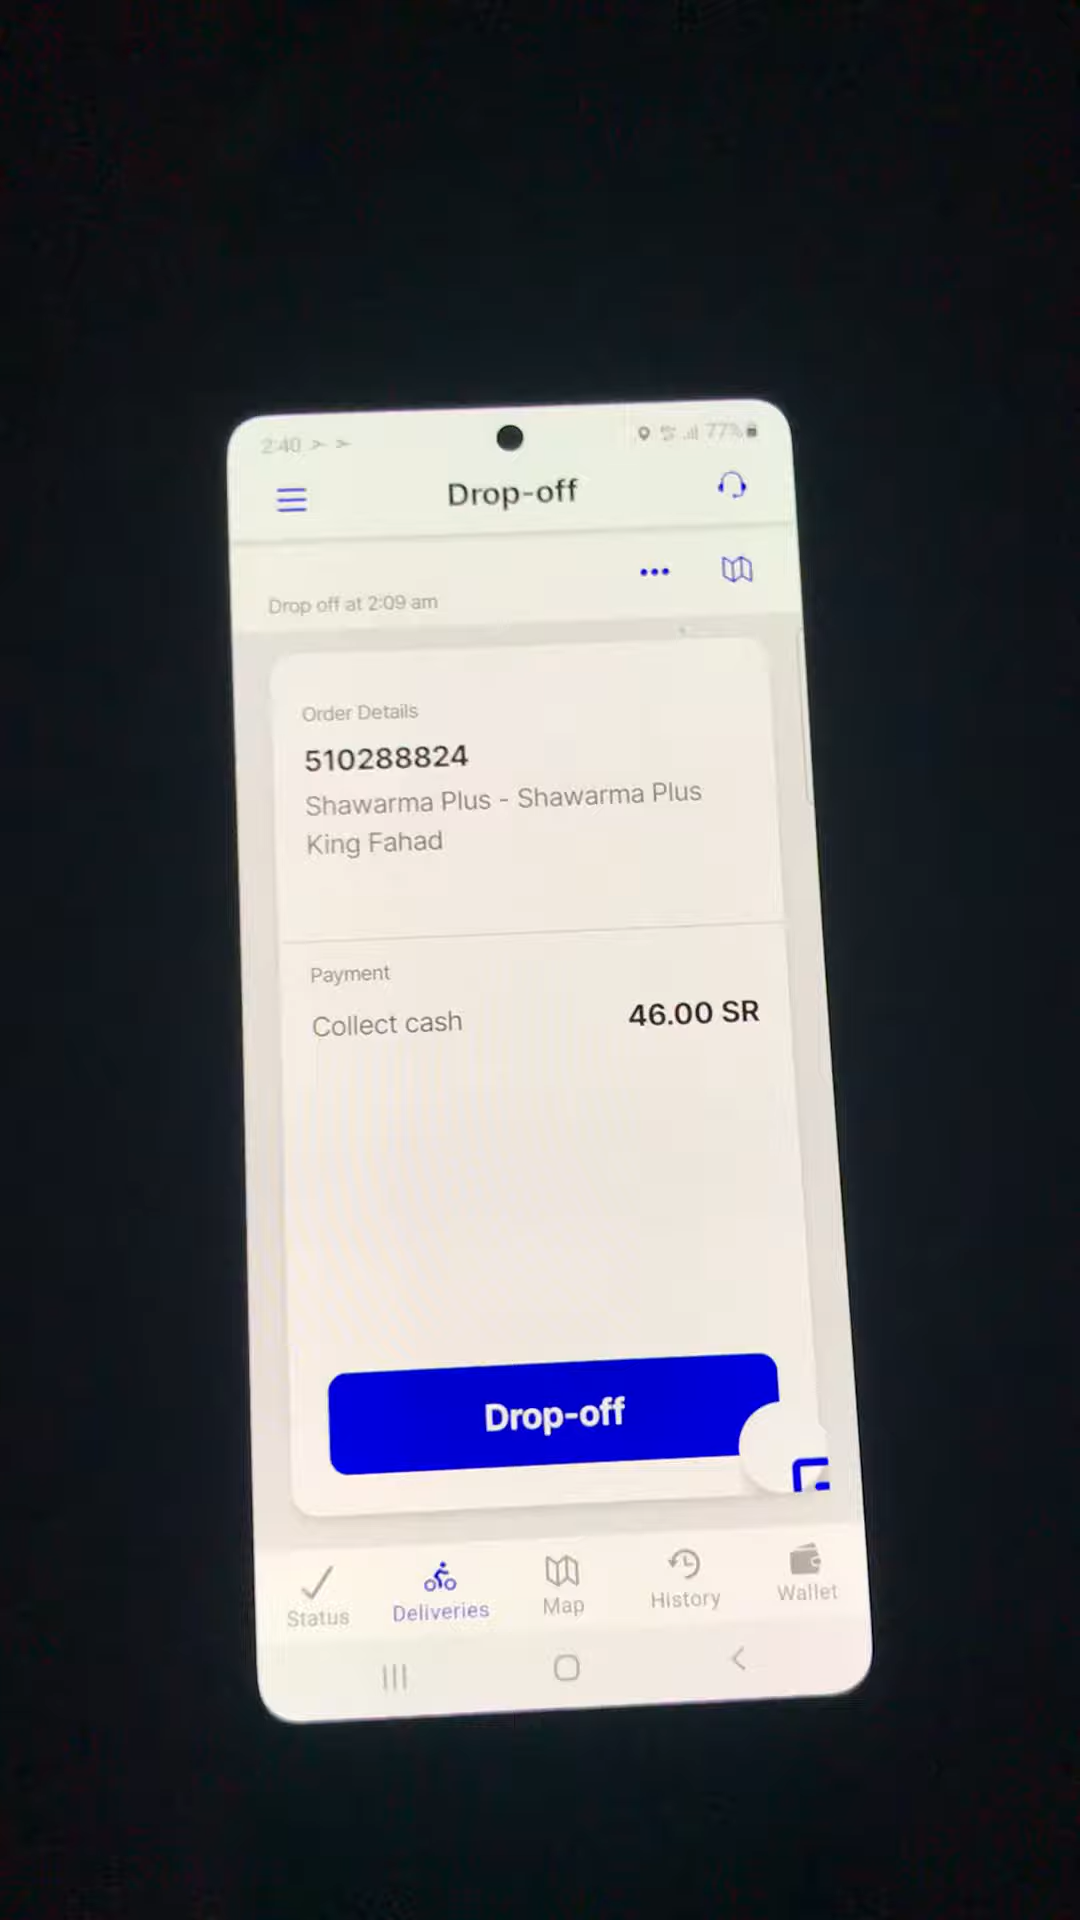 2:40
77%
Drop-off
Drop off at 2:09 am
Order Details
510288824
Shawarma Plus - Shawarma Plus
King Fahad
Payment
Collect cash 46.00 SR
Drop-off
Status Deliveries Map History Wallet